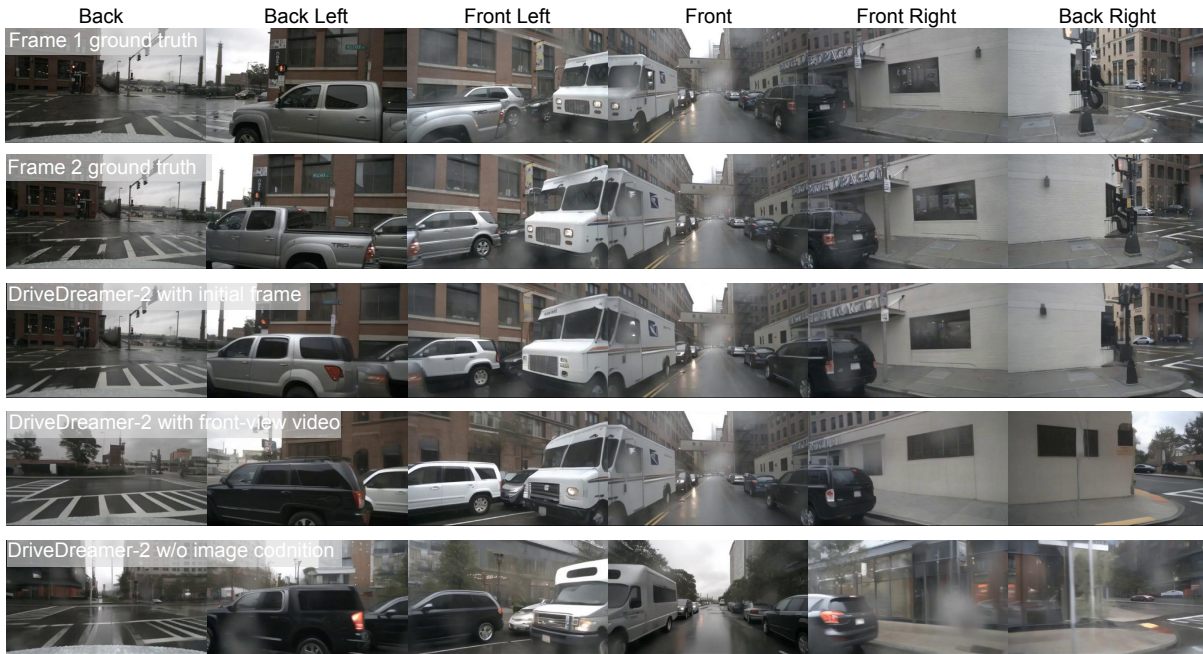 Back Back Left Front Left Front Front Right Back Right
Frame 1 ground truth
Frame 2 ground truth
TRD
DriveDreamer-2 with initial frame
DriveDreamer-2 with front-view video
DriveDreamer-2 w/o image codnition